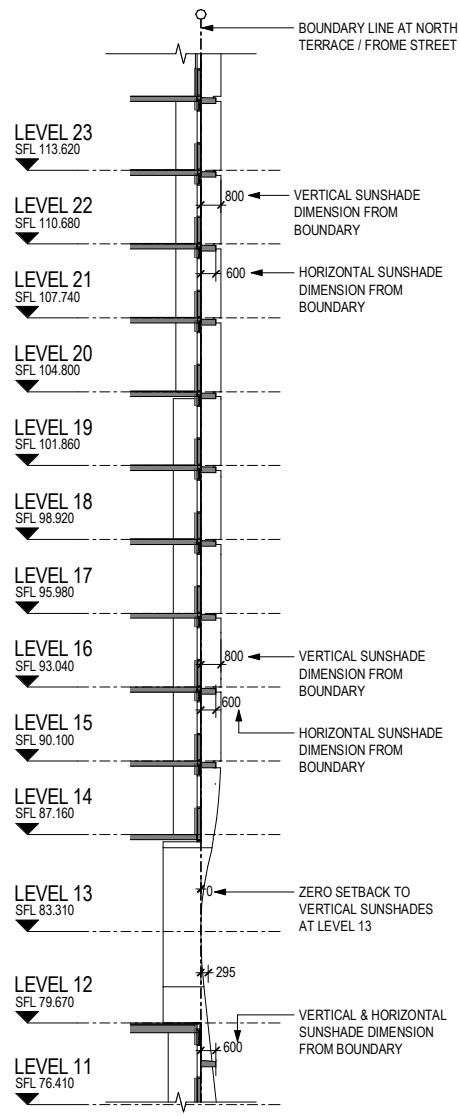 BOUNDARY LINE AT NORTH
TERRACE / FROME STREET
LEVEL 23
SFL 113.620
800
VERTICAL SUNSHADE
DIMENSION FROM
BOUNDARY
LEVEL 22
SFL 110.680
600
HORIZONTAL SUNSHADE
DIMENSION FROM
BOUNDARY
LEVEL 21
SFL 107.740
LEVEL 20
SFL 104.800
LEVEL 19
SFL 101.860
LEVEL 18
SFL 98.920
LEVEL 17
SFL 95.980
LEVEL 16
SFL 93.040
800
VERTICAL SUNSHADE
DIMENSION FROM
BOUNDARY
600
HORIZONTAL SUNSHADE
DIMENSION FROM
BOUNDARY
LEVEL 15
SFL 90.100
LEVEL 14
SFL 87.160
LEVEL 13
SFL 83.310
0
ZERO SETBACK TO
VERTICAL SUNSHADES
AT LEVEL 13
295
LEVEL 12
SFL 79.670
VERTICAL & HORIZONTAL
SUNSHADE DIMENSION
FROM BOUNDARY
600
LEVEL 11
SFL 76.410